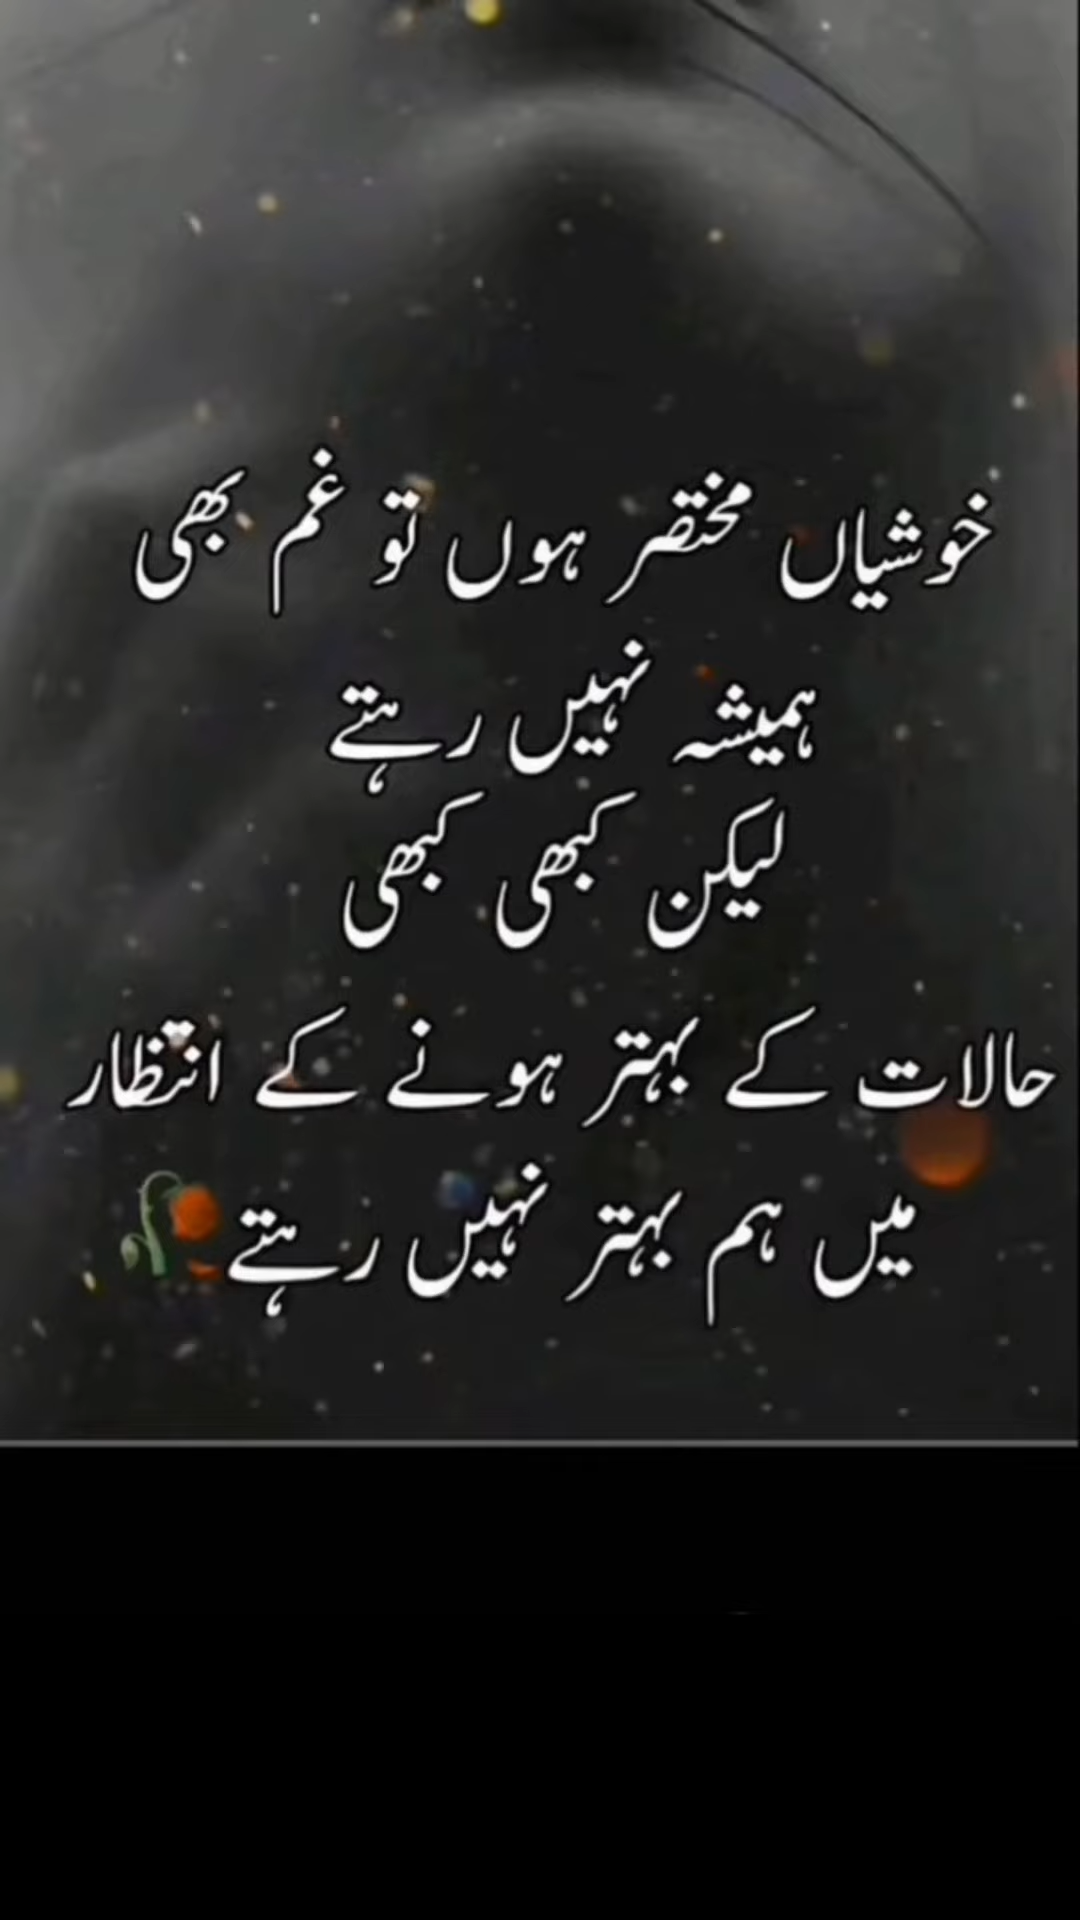 خوشیاں مختصر ہوں تو غم بھی
ہمیشہ نہیں رہتے
لیکن کبھی کبھی
حالات کے بہتر ہونے کے انتظار
میں ہم بہتر نہیں رہتے